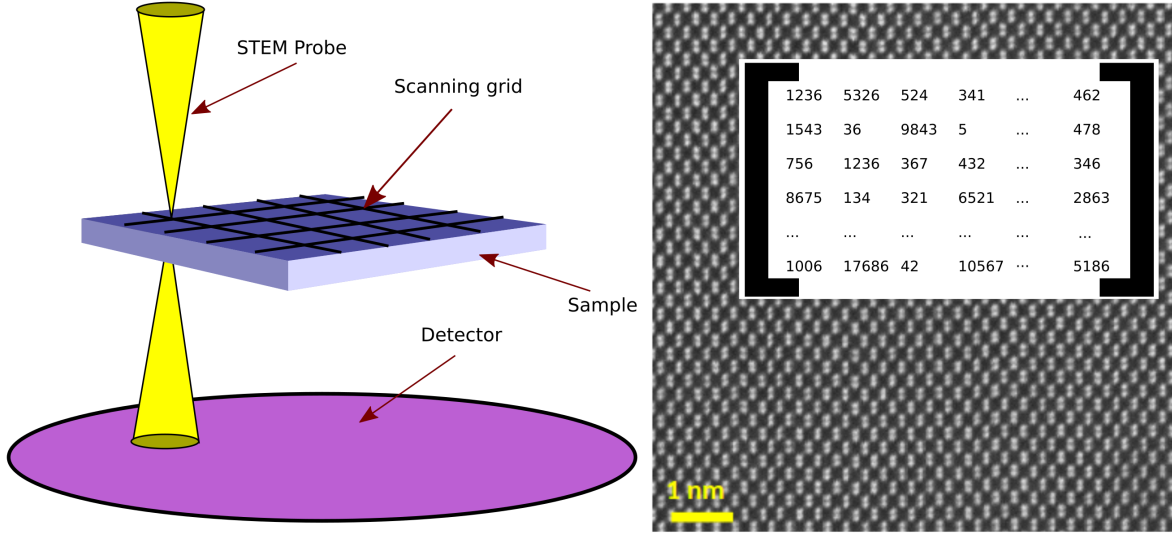 STEM Probe
Scanning grid
Sample
Detector
1236 5326 524 341 ... 462
1543 36 9843 5 ... 478
756 1236 367 432 ... 346
8675 134 321 6521 ... 2863
... ... ... ... ... ...
1006 17686 42 10567 ... 5186
1 nm